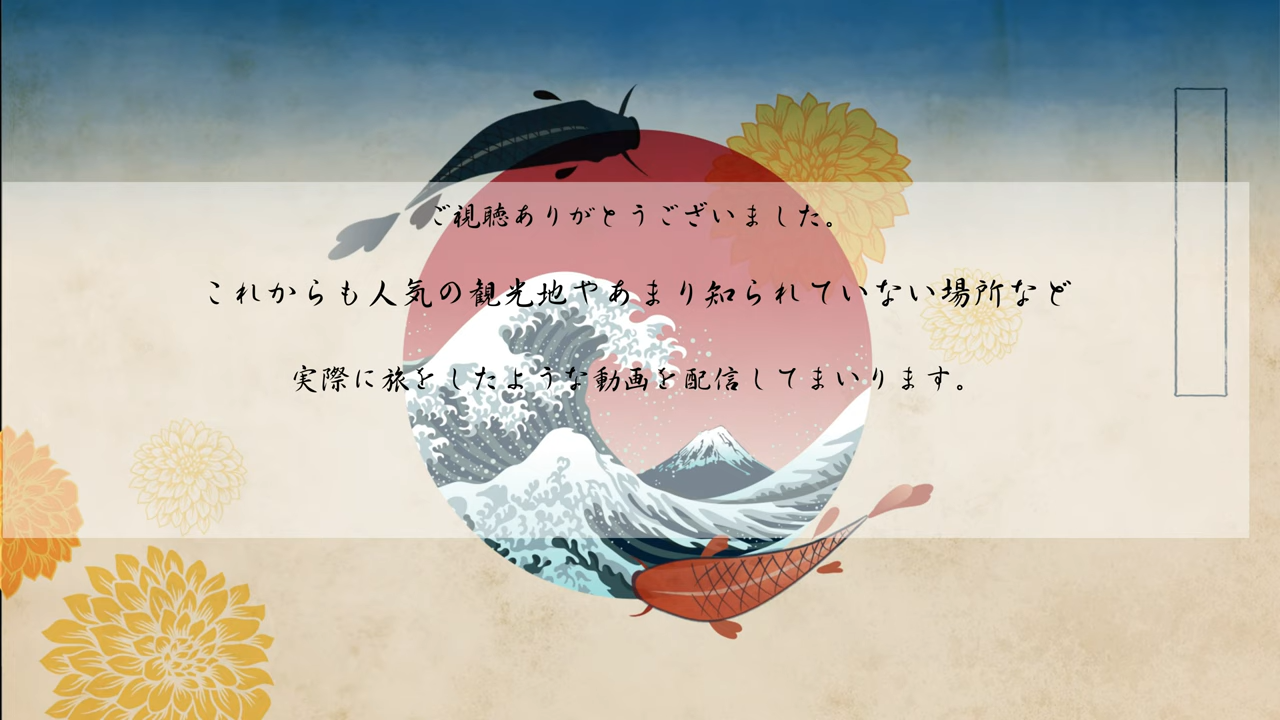 ご視聴ありがとうございました。
これからも人気の観光地やあまり知られていない場所など
実際に旅をしたような動画を配信してまいります。